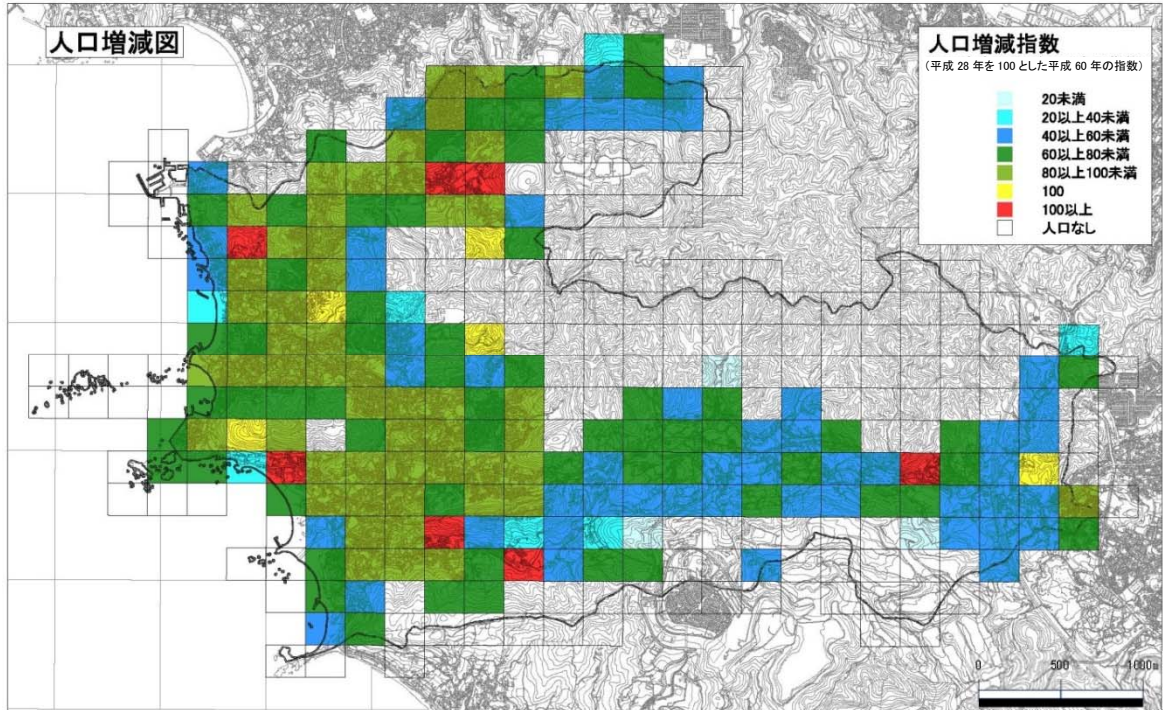 人口増減図
人口増減指数
（平成 28 年を 100 とした平成 60 年の指数）
20未満
20以上40未満
40以上60未満
60以上80未満
80以上100未満
100
100以上
人口なし
0 500 1000m